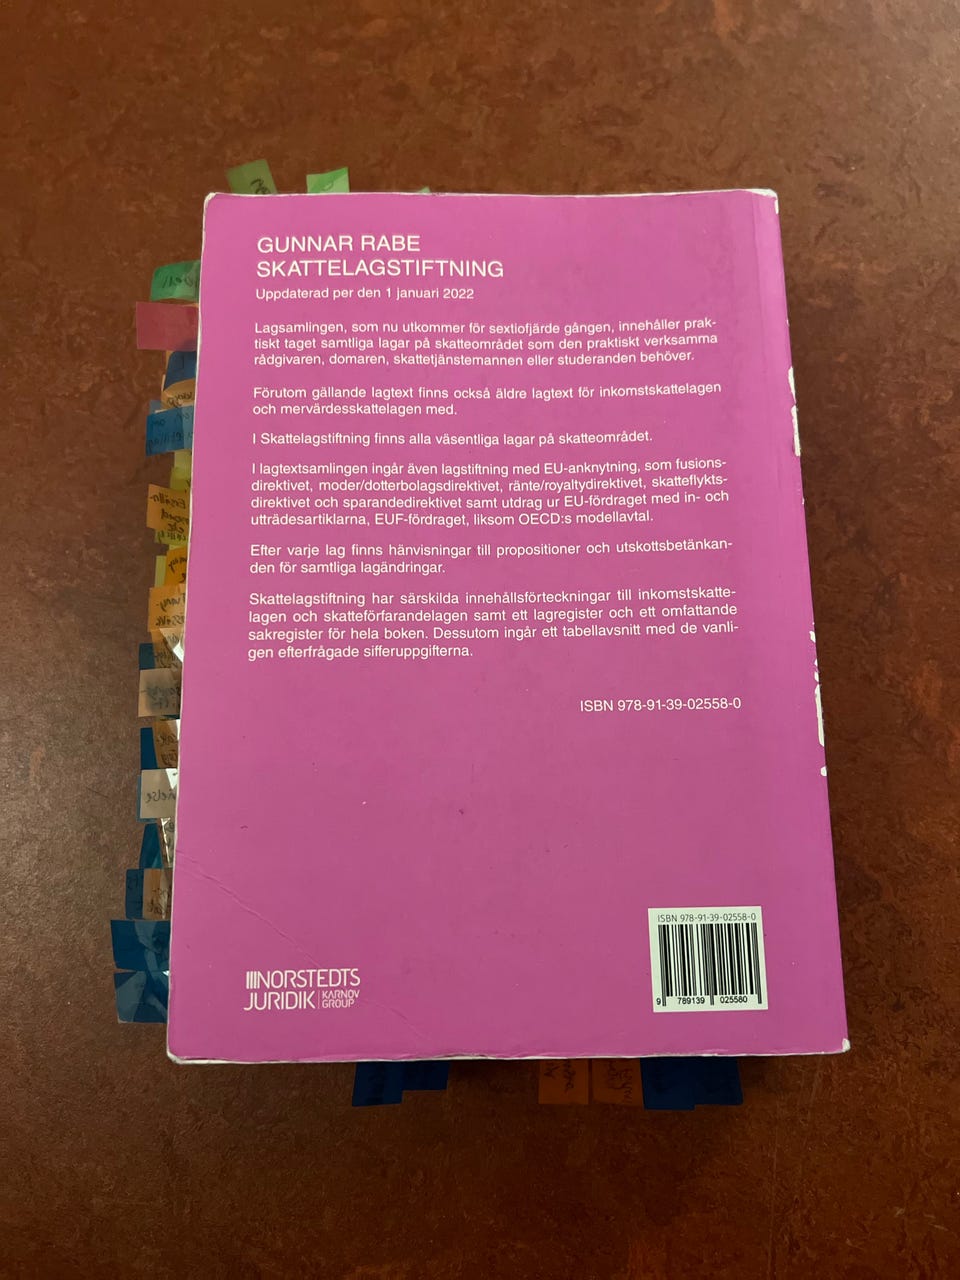 GUNNAR RABE
SKATTELAGSTIFTNING
Uppdaterad per den 1 januari 2022
Lagsamlingen, som nu utkommer för sextiofjärde gången, innehåller prak-
tiskt taget samtliga lagar på skatteområdet som den praktiskt verksamma
rådgivaren, domaren, skattetjänstemannen eller studeranden behöver.
Förutom gällande lagtext finns också äldre lagtext för inkomstskattelagen
och mervärdesskattelagen med.
I Skattelagstiftning finns alla väsentliga lagar på skatteområdet.
I lagtextsamlingen ingår även lagstiftning med EU-anknytning, som fusions-
direktivet, moder/dotterbolagsdirektivet, ränte/royaltydirektivet, skatteflykts-
direktivet och sparandedirektivet samt utdrag ur EU-fördraget med in- och
utträdesartiklarna, EUF-fördraget, liksom OECD:s modellavtal.
Efter varje lag finns hänvisningar till propositioner och utskottsbetänkan-
den för samtliga lagändringar.
Skattelagstiftning har särskilda innehållsförteckningar till inkomstskatte-
lagen och skatteförfarandelagen samt ett lagregister och ett omfattande
sakregister för hela boken. Dessutom ingår ett tabellavsnitt med de vanli-
gen efterfrågade sifferuppgifterna.
ISBN 978-91-39-02558-0
ISBN 978-91-39-02558-0
9 789139 025580
NORSTEDTS
JURIDIK KARNOV
GROUP